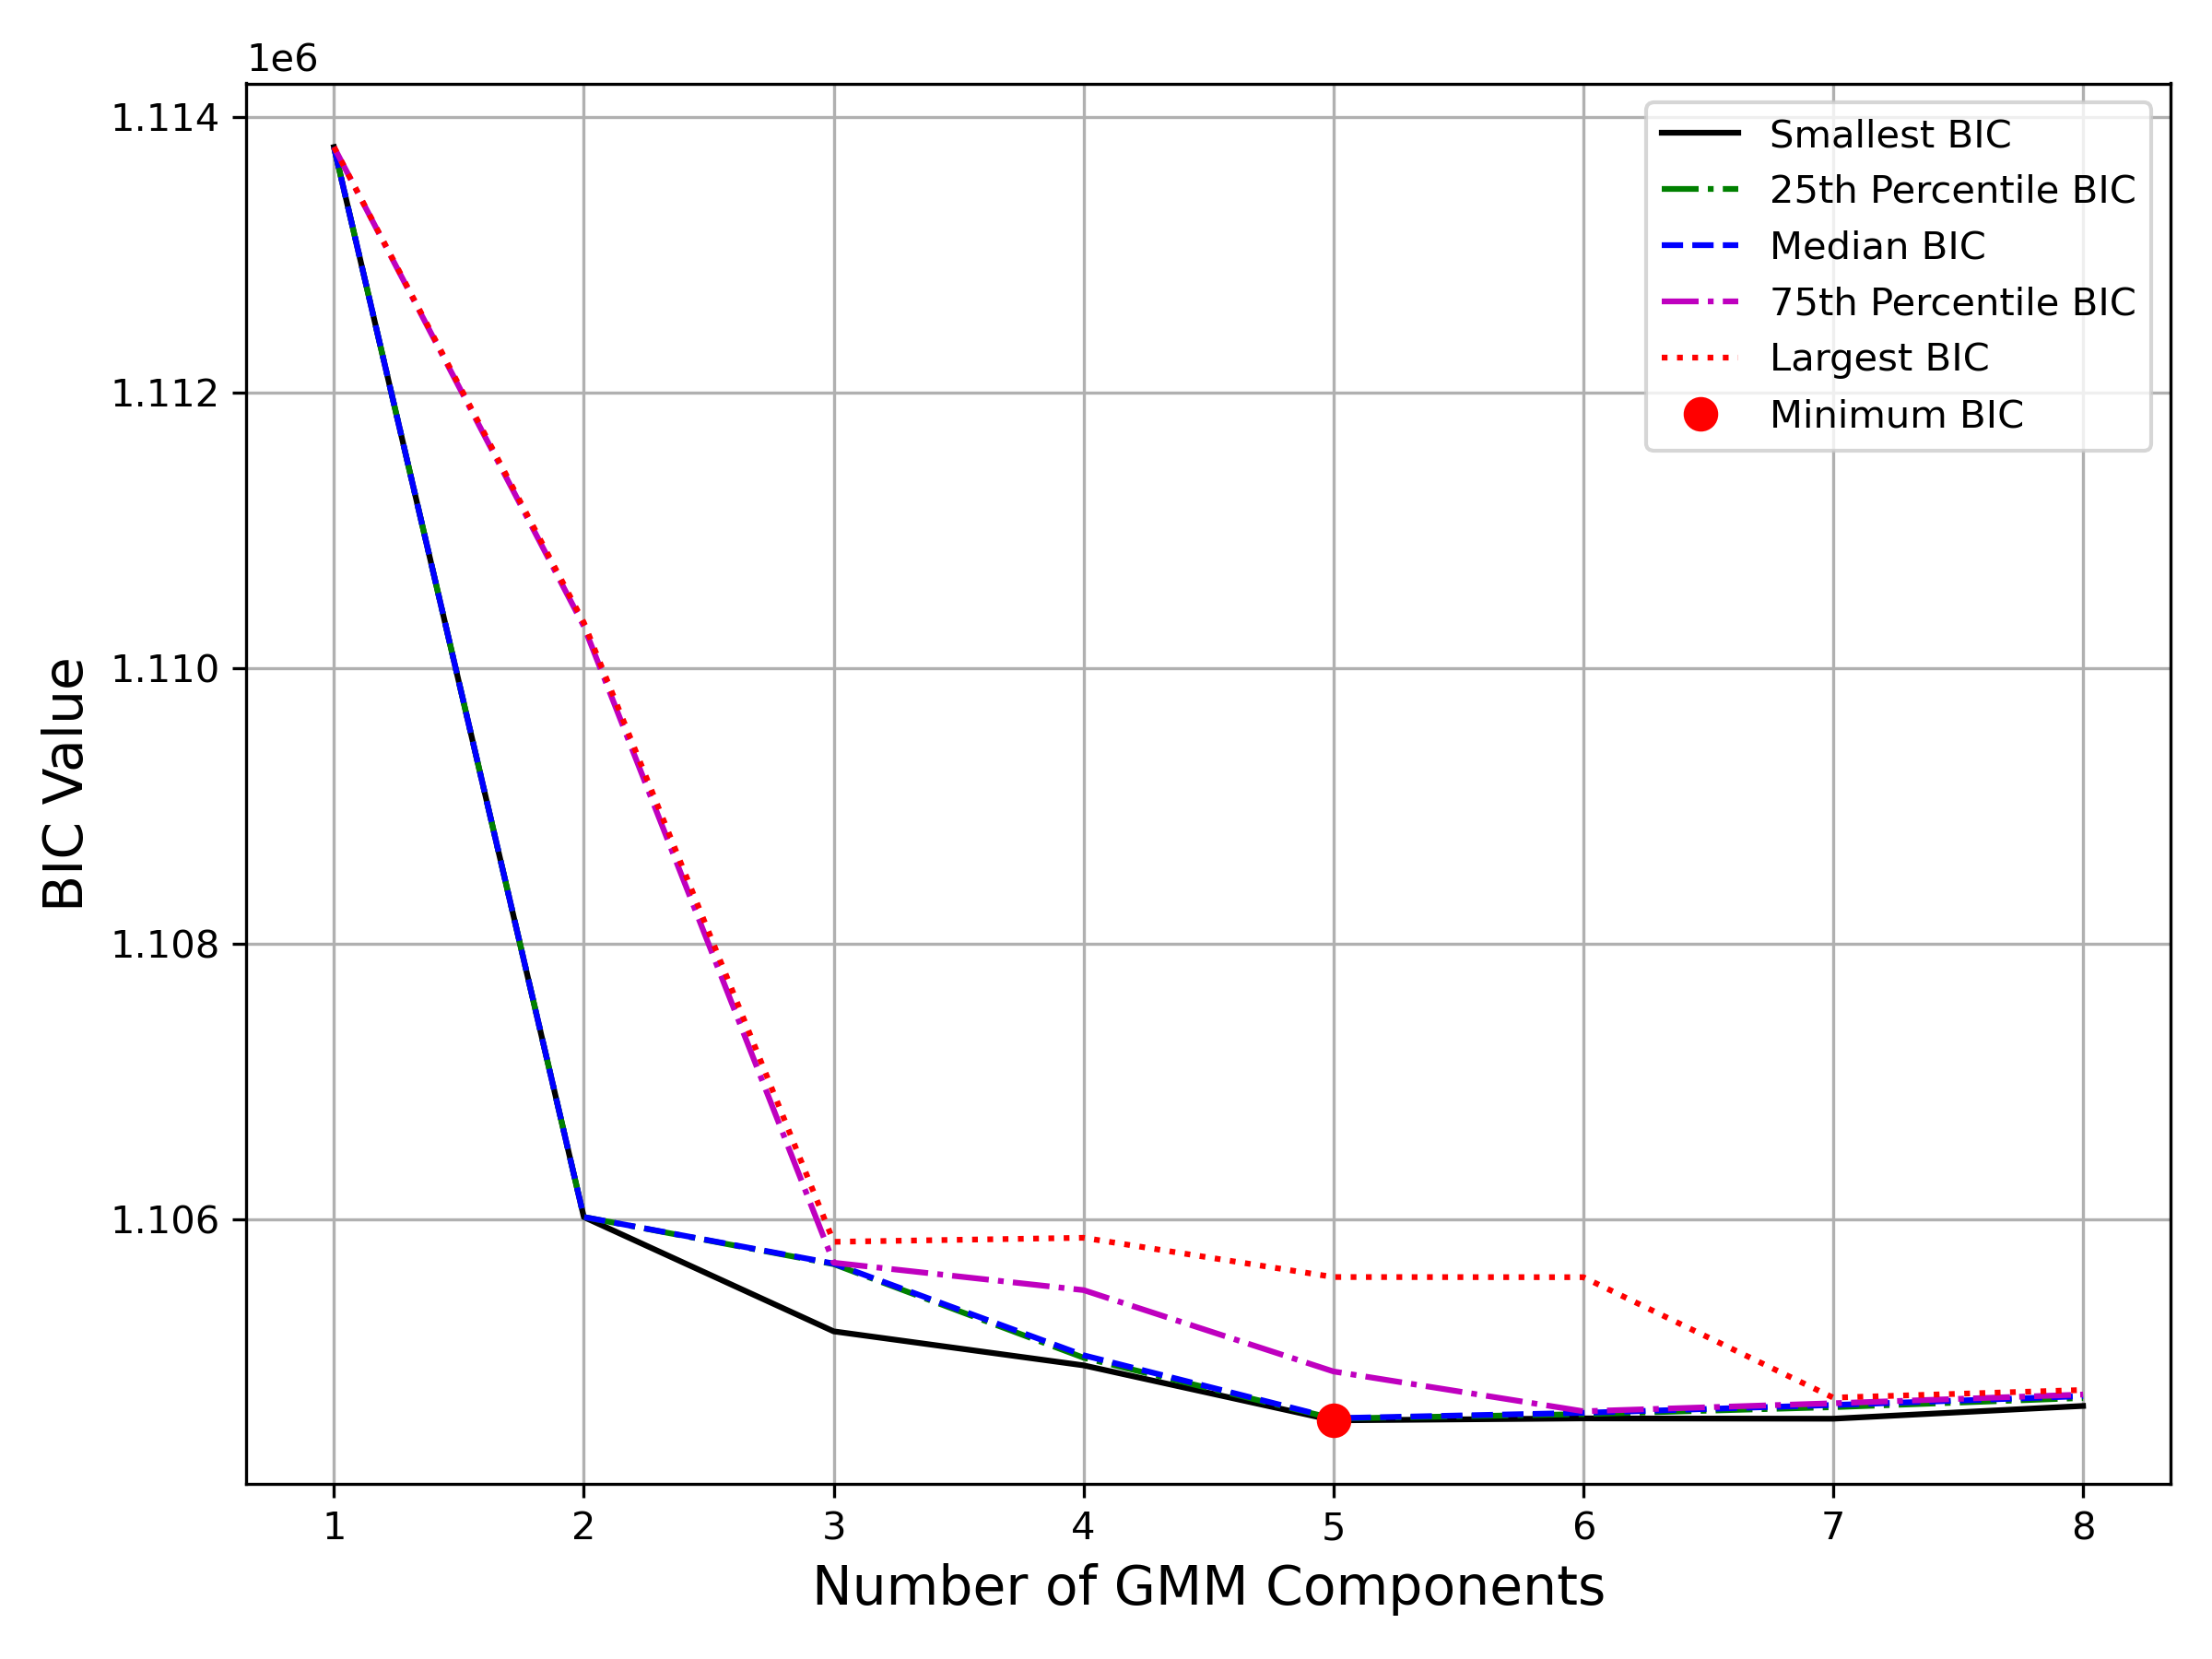 1e6
1.114
1.112
1.110
1.108
1.106
BIC Value
Smallest BIC
25th Percentile BIC
Median BIC
75th Percentile BIC
Largest BIC
Minimum BIC
1 2 3 4 5 6 7 8
Number of GMM Components